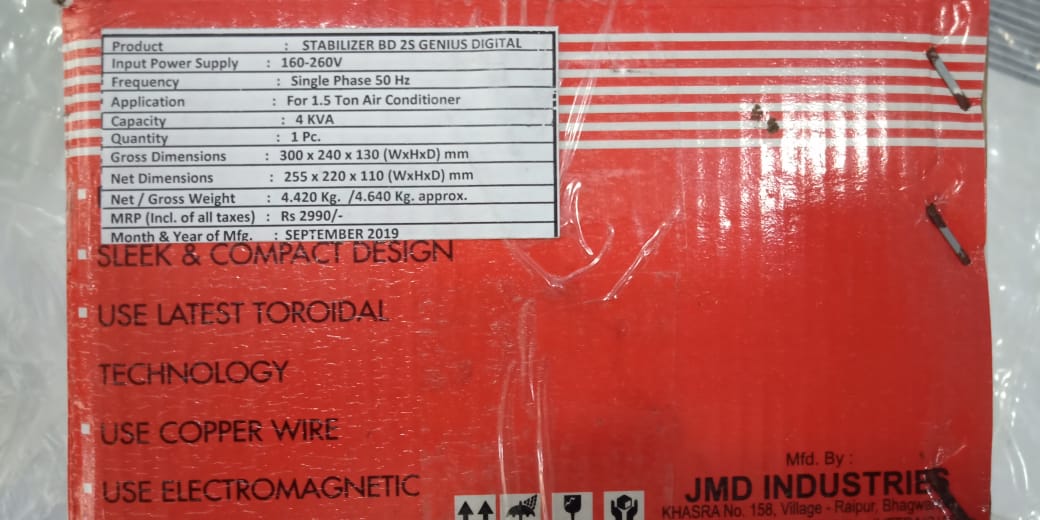 Product : STABILIZER BD 2S GENIUS DIGITAL
Input Power Supply : 160-260V
Frequency : Single Phase 50 Hz
Application : For 1.5 Ton Air Conditioner
Capacity : 4 KVA
Quantity : 1 Pc.
Gross Dimensions : 300 x 240 x 130 (WxHxD) mm
Net Dimensions : 255 x 220 x 110 (WxHxD) mm
Net / Gross Weight : 4.420 Kg. /4.640 Kg. approx.
MRP (Incl. of all taxes) : Rs 2990/-
Month & Year of Mfg. : SEPTEMBER 2019
SLEEK & COMPACT DESIGN
USE LATEST TOROIDAL
TECHNOLOGY
USE COPPER WIRE
USE ELECTROMAGNETIC
Mfd. By :
JMD INDUSTRIES
KHASRA No. 158, Village - Raipur,